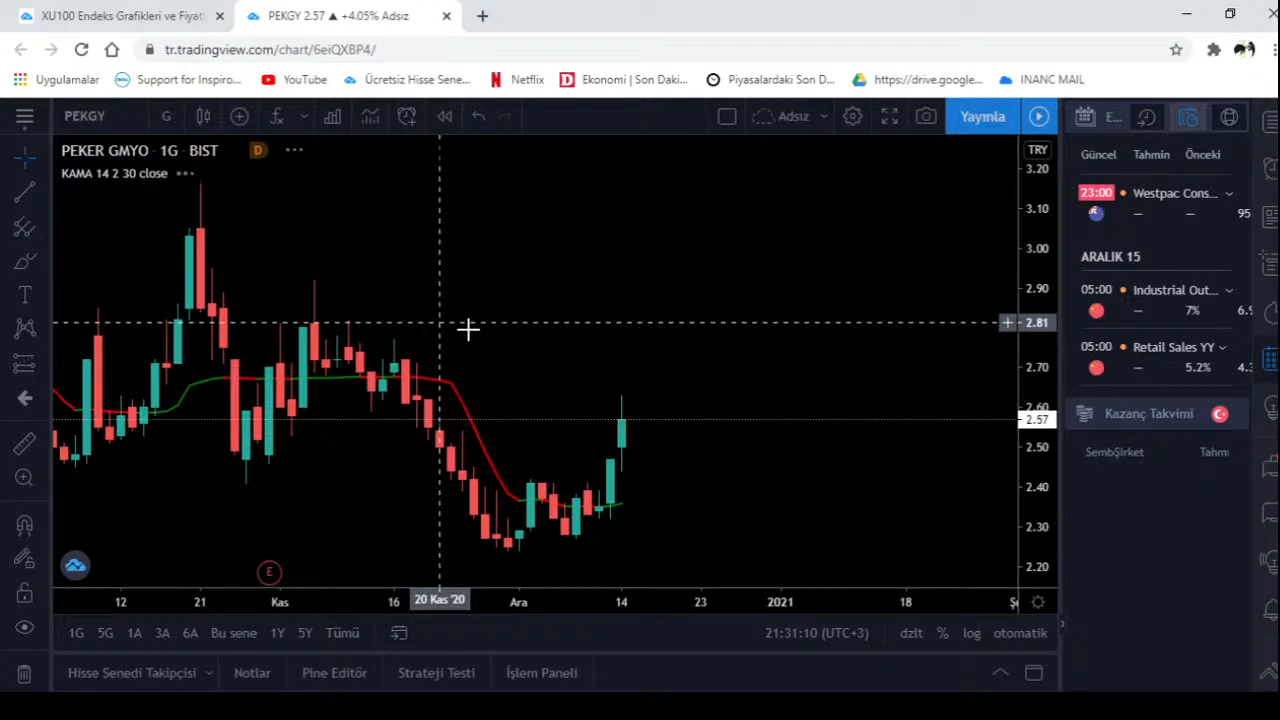 XU100 Endeks Grafikleri ve Fiyatl
PEKGY 2.57 ▲ +4.05% Adsız
tr.tradingview.com/chart/6eiQXBP4/
Uygulamalar
Support for Inspiro...
YouTube
Ücretsiz Hisse Sene...
Netflix
Ekonomi | Son Daki...
Piyasalardaki Son D...
https://drive.google...
INANC MAIL
PEKGY
G
Adsız
Yayınla
E...
PEKER GMYO · 1G · BIST
D
KAMA 14 2 30 close
TRY
3.20
3.10
3.00
2.90
2.81
2.70
2.60
2.57
2.50
2.40
2.30
2.20
Güncel Tahmin Önceki
23:00 Westpac Cons...
— — 95
ARALIK 15
05:00 Industrial Out...
— 7% 6.9
05:00 Retail Sales YY
— 5.2% 4.3
Kazanç Takvimi
SembŞirket Tahmi
E
12 21 Kas 16 20 Kas '20 Ara 14 23 2021 18 Şu
1G 5G 1A 3A 6A Bu sene 1Y 5Y Tümü
21:31:10 (UTC+3) dzlt % log otomatik
Hisse Senedi Takipçisi Notlar Pine Editör Strateji Testi İşlem Paneli